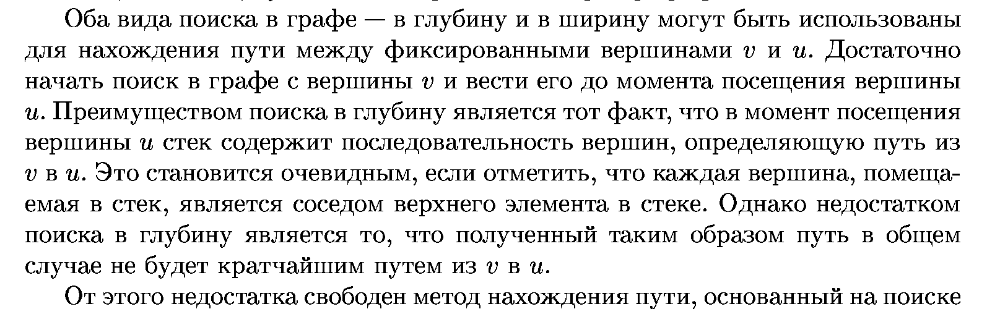 Оба вида поиска в графе — в глубину и в ширину могут быть использованы
для нахождения пути между фиксированными вершинами v и u. Достаточно
начать поиск в графе с вершины v и вести его до момента посещения вершины
u. Преимуществом поиска в глубину является тот факт, что в момент посещения
вершины u стек содержит последовательность вершин, определяющую путь из
v в u. Это становится очевидным, если отметить, что каждая вершина, помеща-
емая в стек, является соседом верхнего элемента в стеке. Однако недостатком
поиска в глубину является то, что полученный таким образом путь в общем
случае не будет кратчайшим путем из v в u.
От этого недостатка свободен метод нахождения пути, основанный на поиске